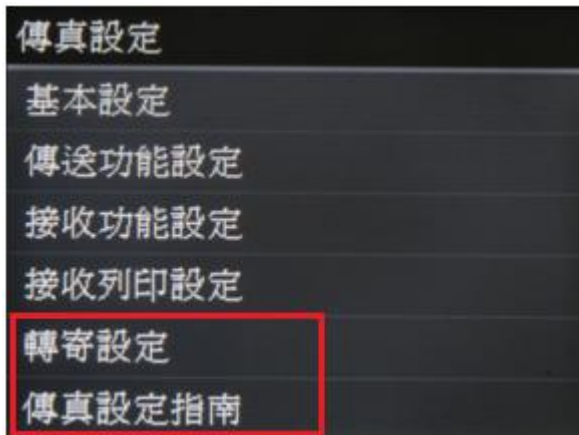 傳真設定
基本設定
傳送功能設定
接收功能設定
接收列印設定
轉寄設定
傳真設定指南